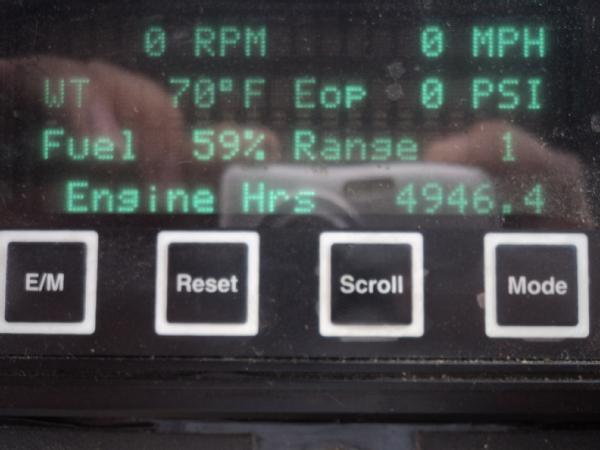 0 RPM 0 MPH
WT 70°F Eop 0 PSI
Fuel 59% Range 1
Engine Hrs 4946.4
E/M Reset Scroll Mode